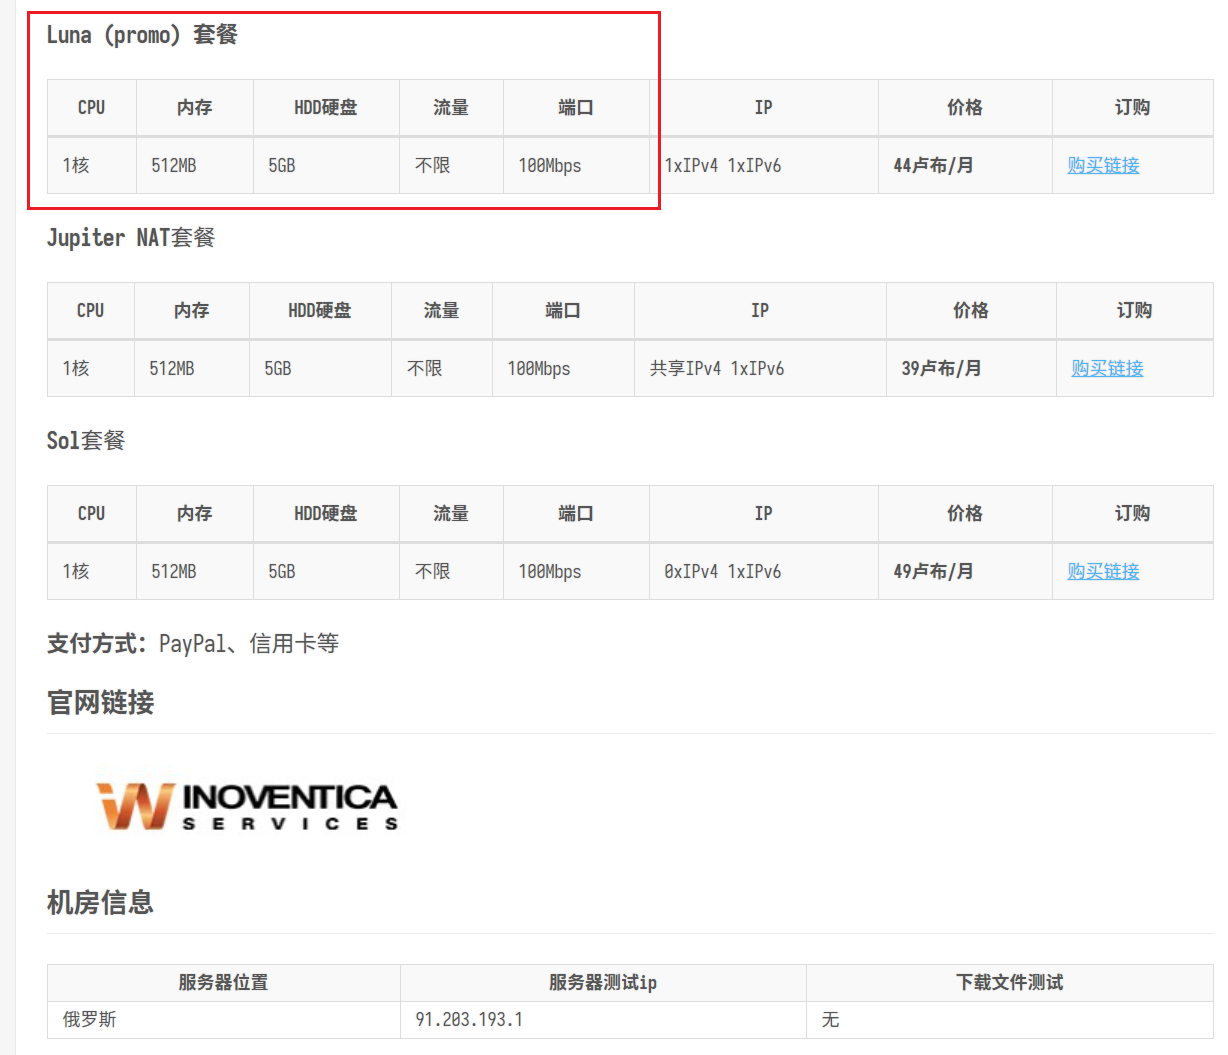 Luna（promo）套餐
CPU 内存 HDD硬盘 流量 端口 IP 价格 订购
1核 512MB 5GB 不限 100Mbps 1xIPv4 1xIPv6 44卢布/月 购买链接
Jupiter NAT套餐
CPU 内存 HDD硬盘 流量 端口 IP 价格 订购
1核 512MB 5GB 不限 100Mbps 共享IPv4 1xIPv6 39卢布/月 购买链接
Sol套餐
CPU 内存 HDD硬盘 流量 端口 IP 价格 订购
1核 512MB 5GB 不限 100Mbps 0xIPv4 1xIPv6 49卢布/月 购买链接
支付方式：PayPal、信用卡等
官网链接
INOVENTICA
SERVICES
机房信息
服务器位置 服务器测试ip 下载文件测试
俄罗斯 91.203.193.1 无